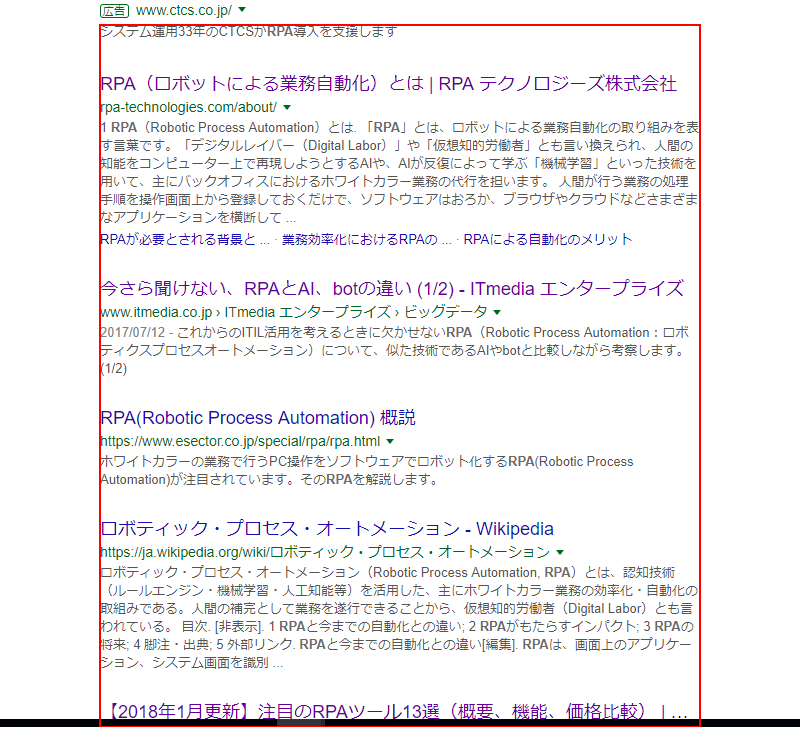 広告 www.ctcs.co.jp/
システム運用33年のCTCSがRPA導入を支援します
RPA（ロボットによる業務自動化）とは | RPA テクノロジーズ株式会社
rpa-technologies.com/about/
1 RPA（Robotic Process Automation）とは. 「RPA」とは、ロボットによる業務自動化の取り組みを表
す言葉です。「デジタルレイバー（Digital Labor）」や「仮想知的労働者」とも言い換えられ、人間の
知能をコンピューター上で再現しようとするAIや、AIが反復によって学ぶ「機械学習」といった技術を
用いて、主にバックオフィスにおけるホワイトカラー業務の代行を担います。 人間が行う業務の処理
手順を操作画面上から登録しておくだけで、ソフトウェアはおろか、ブラウザやクラウドなどさまざま
なアプリケーションを横断して ...
RPAが必要とされる背景と ... · 業務効率化におけるRPAの ... · RPAによる自動化のメリット
今さら聞けない、RPAとAI、botの違い (1/2) - ITmedia エンタープライズ
www.itmedia.co.jp › ITmedia エンタープライズ › ビッグデータ
2017/07/12 - これからのITIL活用を考えるときに欠かせないRPA（Robotic Process Automation：ロボ
ティクスプロセスオートメーション）について、似た技術であるAIやbotと比較しながら考察します。
(1/2)
RPA(Robotic Process Automation) 概説
https://www.esector.co.jp/special/rpa/rpa.html
ホワイトカラーの業務で行うPC操作をソフトウェアでロボット化するRPA(Robotic Process
Automation)が注目されています。そのRPAを解説します。
ロボティック・プロセス・オートメーション - Wikipedia
https://ja.wikipedia.org/wiki/ロボティック・プロセス・オートメーション
ロボティック・プロセス・オートメーション（Robotic Process Automation, RPA）とは、認知技術
（ルールエンジン・機械学習・人工知能等）を活用した、主にホワイトカラー業務の効率化・自動化の
取組みである。人間の補完として業務を遂行できることから、仮想知的労働者（Digital Labor）とも言
われている。 目次. [非表示]. 1 RPAと今までの自動化との違い; 2 RPAがもたらすインパクト; 3 RPAの
将来; 4 脚注・出典; 5 外部リンク. RPAと今までの自動化との違い[編集]. RPAは、画面上のアプリケー
ション、システム画面を識別 ...
【2018年1月更新】注目のRPAツール13選（概要、機能、価格比較） | ...